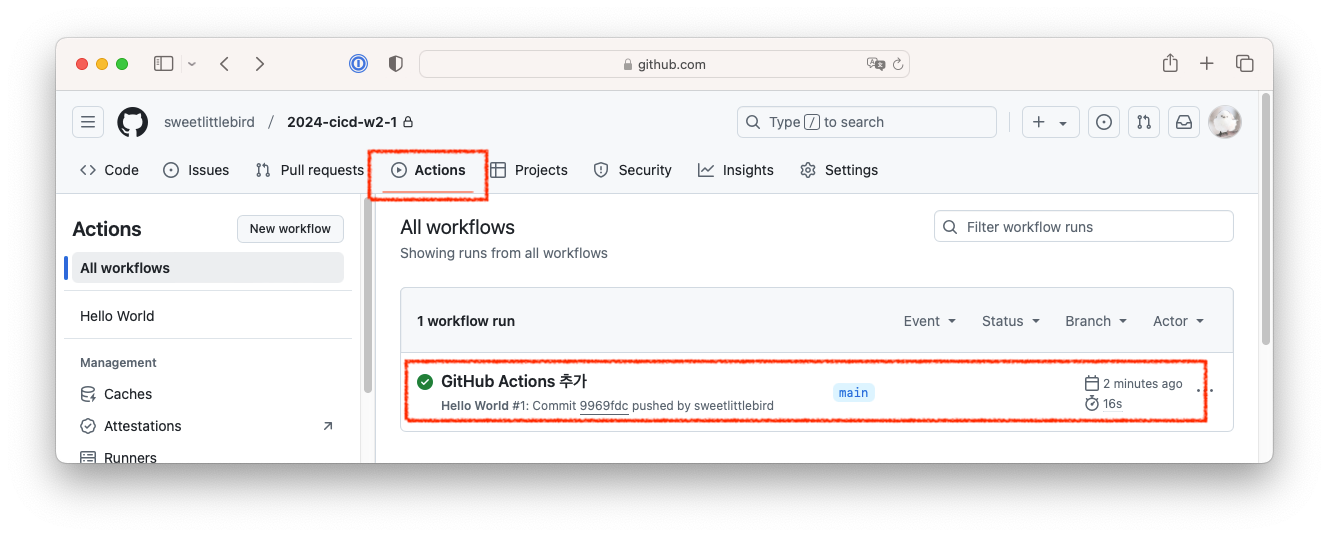 github.com
sweetlittlebird / 2024-cicd-w2-1
Type / to search
Code Issues Pull requests Actions Projects Security Insights Settings
Actions
New workflow
All workflows
Hello World
Management
Caches
Attestations
Runners
All workflows
Showing runs from all workflows
Filter workflow runs
1 workflow run
Event Status Branch Actor
GitHub Actions 추가
Hello World #1: Commit 9969fdc pushed by sweetlittlebird
main
2 minutes ago
16s